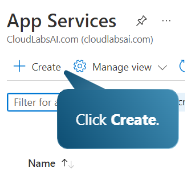 App Services
CloudLabsAI.com (cloudlabsai.com)
+ Create Manage view
Filter for a
Click Create.
Name ↑↓